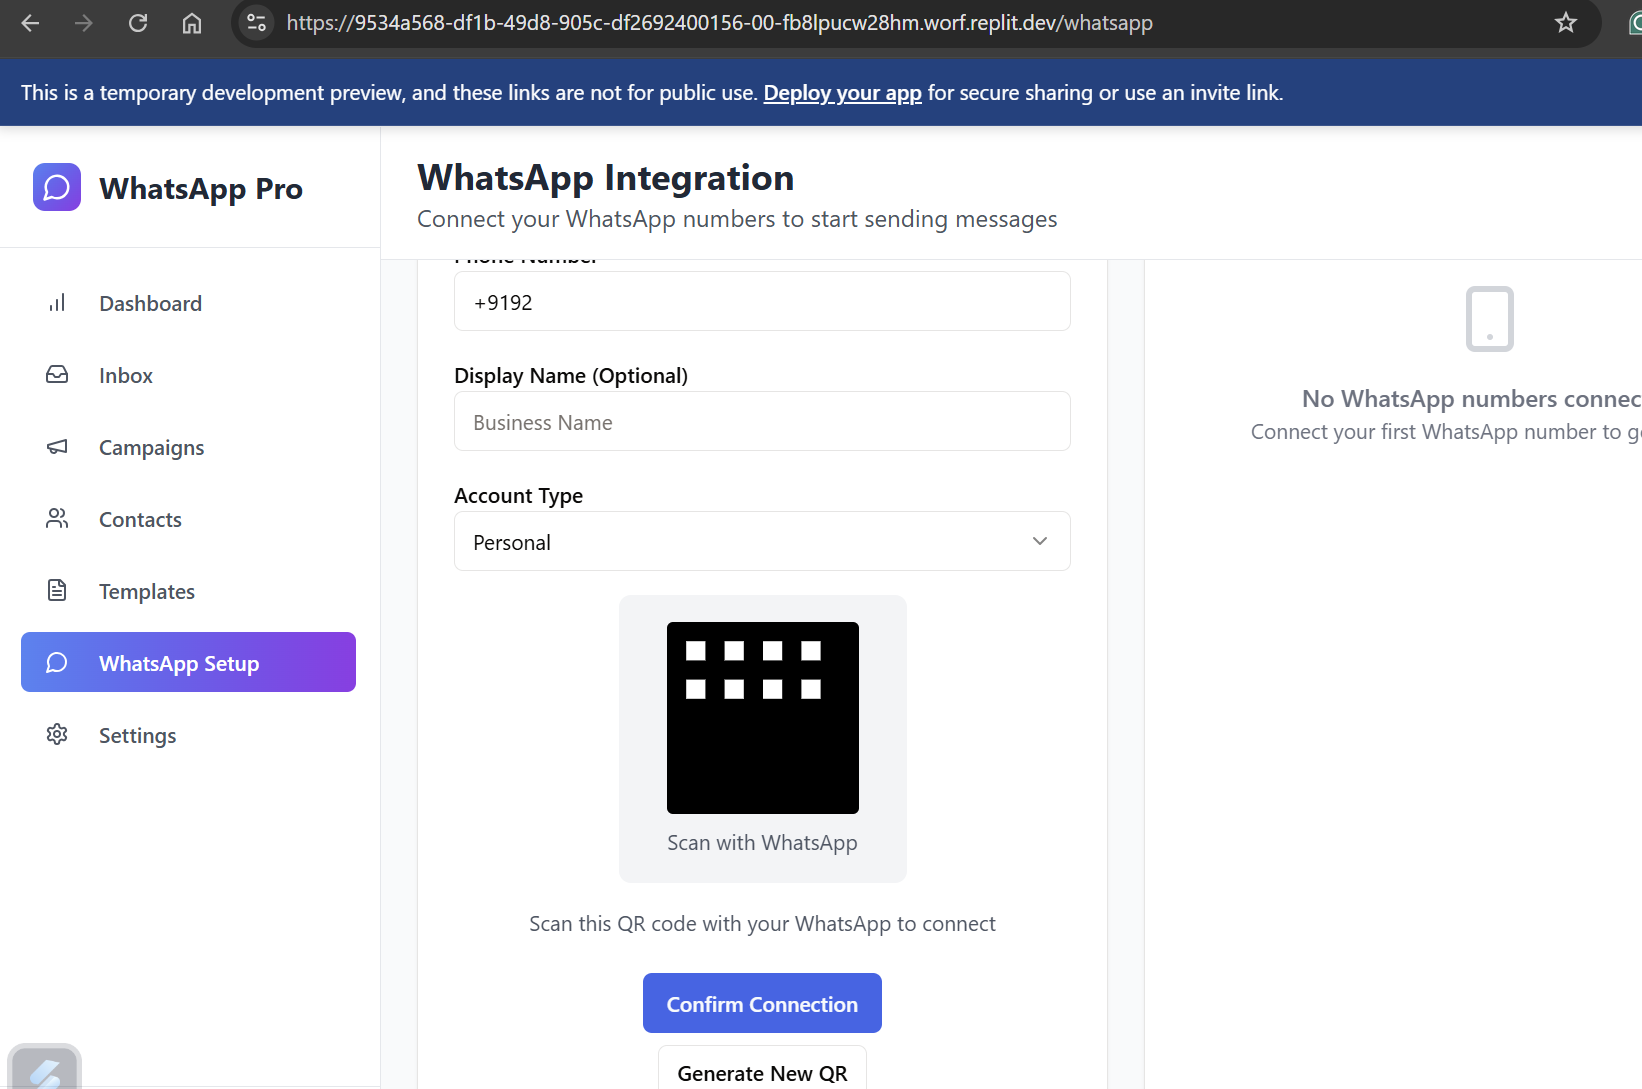 https://9534a568-df1b-49d8-905c-df2692400156-00-fb8lpucw28hm.worf.replit.dev/whatsapp
This is a temporary development preview, and these links are not for public use. Deploy your app for secure sharing or use an invite link.
WhatsApp Pro
Dashboard
Inbox
Campaigns
Contacts
Templates
WhatsApp Setup
Settings
WhatsApp Integration
Connect your WhatsApp numbers to start sending messages
Phone Number
+9192
Display Name (Optional)
Business Name
Account Type
Personal
Scan with WhatsApp
Scan this QR code with your WhatsApp to connect
Confirm Connection
Generate New QR
No WhatsApp numbers connec
Connect your first WhatsApp number to g